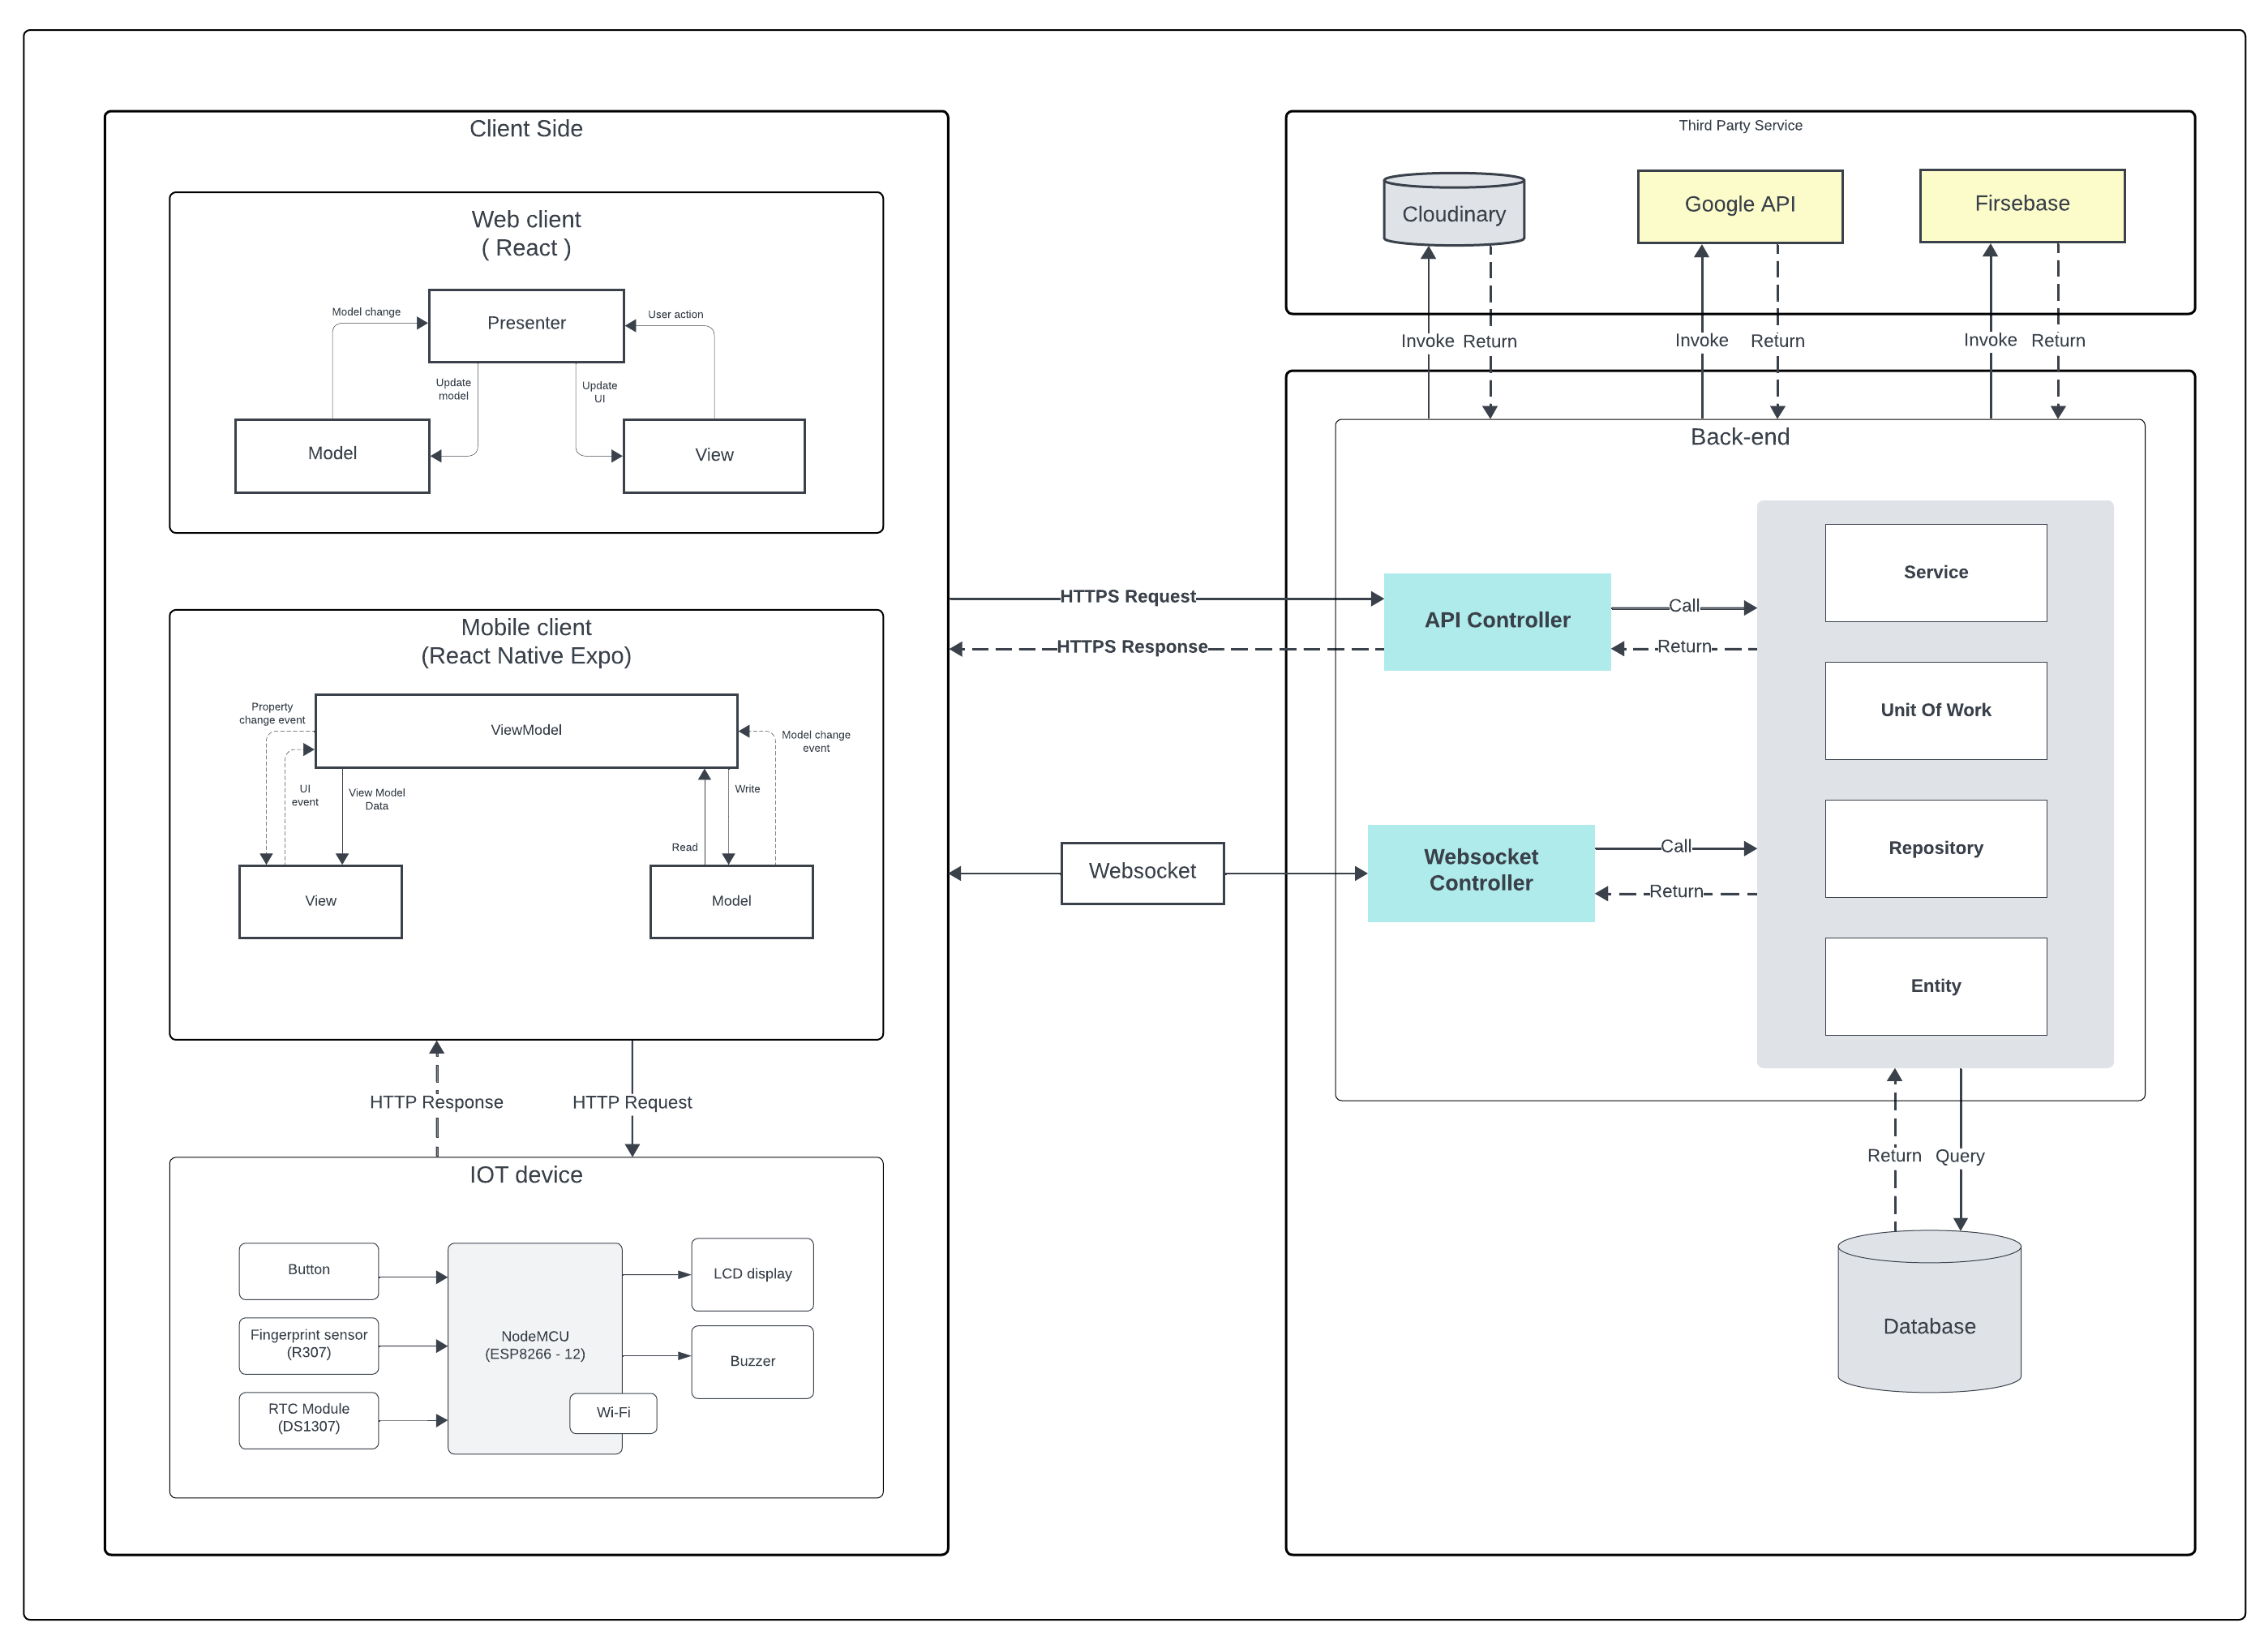 Client Side
Web client
( React )
Model change
Presenter
User action
Update
model
Update
UI
Model
View
Mobile client
(React Native Expo)
Property
change event
ViewModel
Model change
event
UI
event
View Model
Data
Write
Read
View
Model
HTTP Response
HTTP Request
IOT device
Button
Fingerprint sensor
(R307)
RTC Module
(DS1307)
NodeMCU
(ESP8266 - 12)
Wi-Fi
LCD display
Buzzer
HTTPS Request
HTTPS Response
Websocket
Third Party Service
Cloudinary
Google API
Firsebase
Invoke
Return
Invoke
Return
Invoke
Return
Back-end
API Controller
Call
Return
Websocket
Controller
Call
Return
Service
Unit Of Work
Repository
Entity
Return
Query
Database